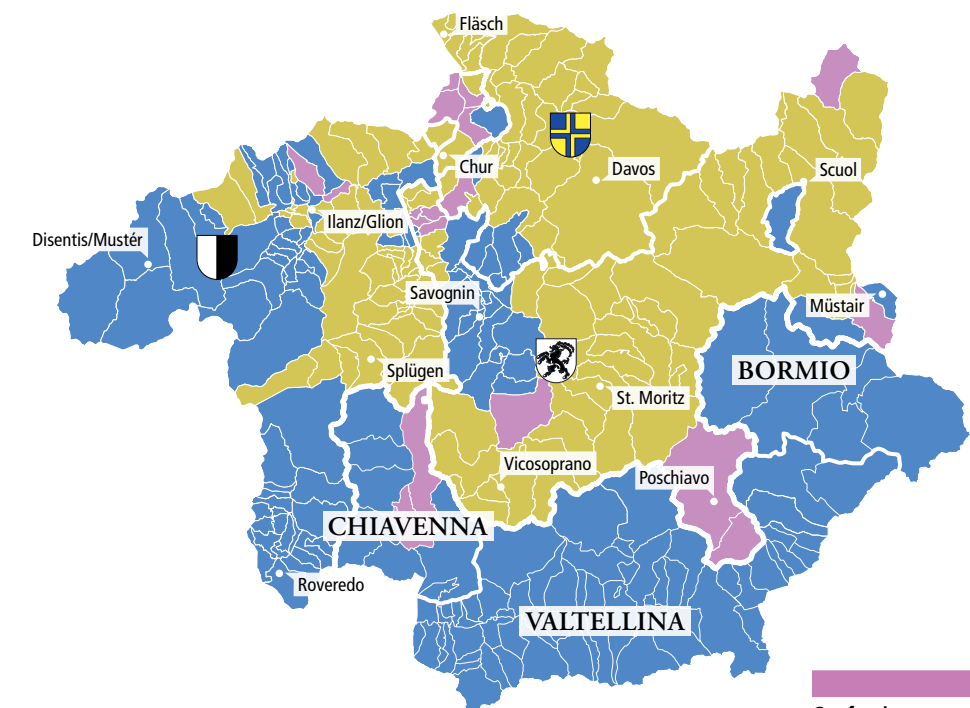 Fläsch
Chur
Davos
Scuol
Ilanz/Glion
Disentis/Mustér
Savognin
Müstair
BORMIO
Splügen
St. Moritz
Vicosoprano
Poschiavo
CHIAVENNA
Roveredo
VALTELLINA